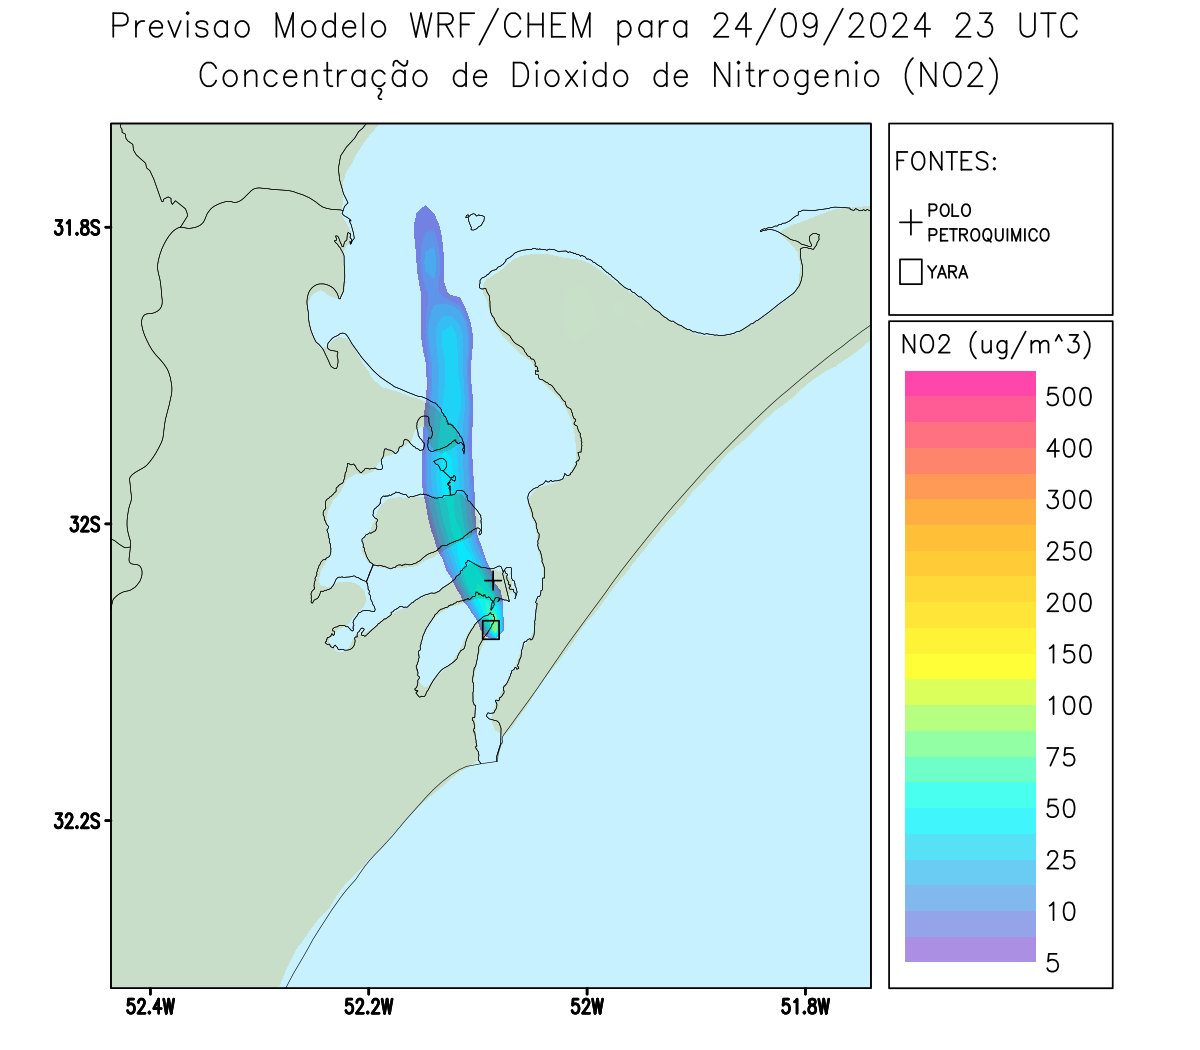 Previsao Modelo WRF/CHEM para 24/09/2024 23 UTC
Concentração de Dioxido de Nitrogenio (NO2)
FONTES:
POLO
PETROQUIMICO
YARA
NO2 (ug/m^3)
500
400
300
250
200
150
100
75
50
25
10
5
31.8S
32S
32.2S
52.4W
52.2W
52W
51.8W